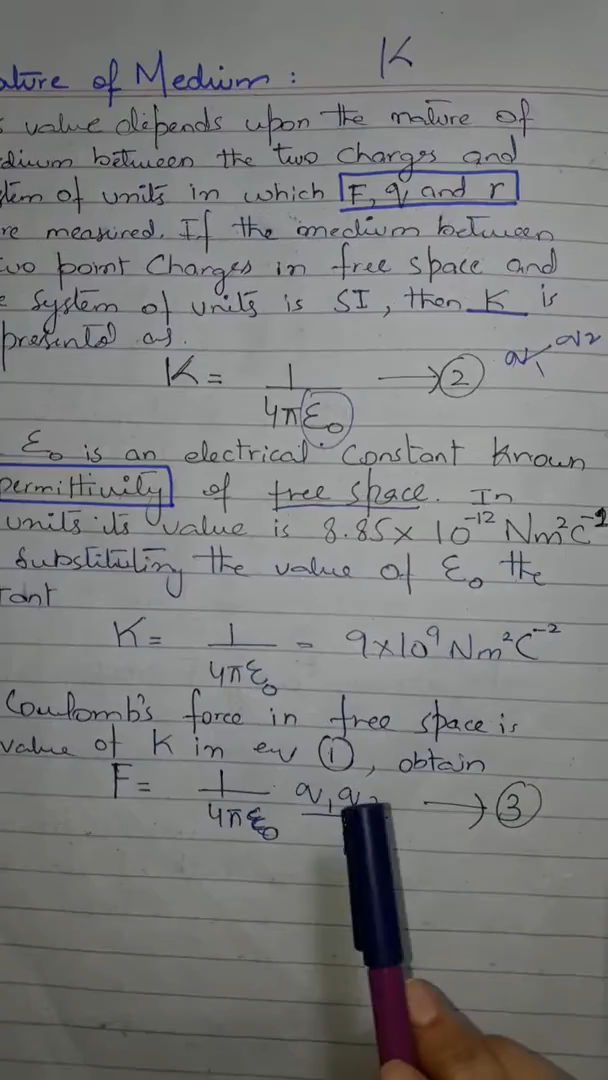 K
ature of Medium:
s value depends upon the nature of
dium between the two Charges and
stem of units in which F, q and r
re measured. If the medium between
two point Charges in free space and
e system of units is SI, then K is
presented as.
K = 1/4πε₀ → ②
q₁ q₂
ε₀ is an electrical Constant known
permittivity of free space. In
units its value is 8.85 x 10⁻¹² Nm²C⁻²
Substituting the value of ε₀ the
tant
K = 1/4πε₀ = 9x10⁹ Nm²C⁻²
Coulomb's force in free space is
value of K in eq ①, obtain
F = 1/4πε₀ q₁q₂ → ③